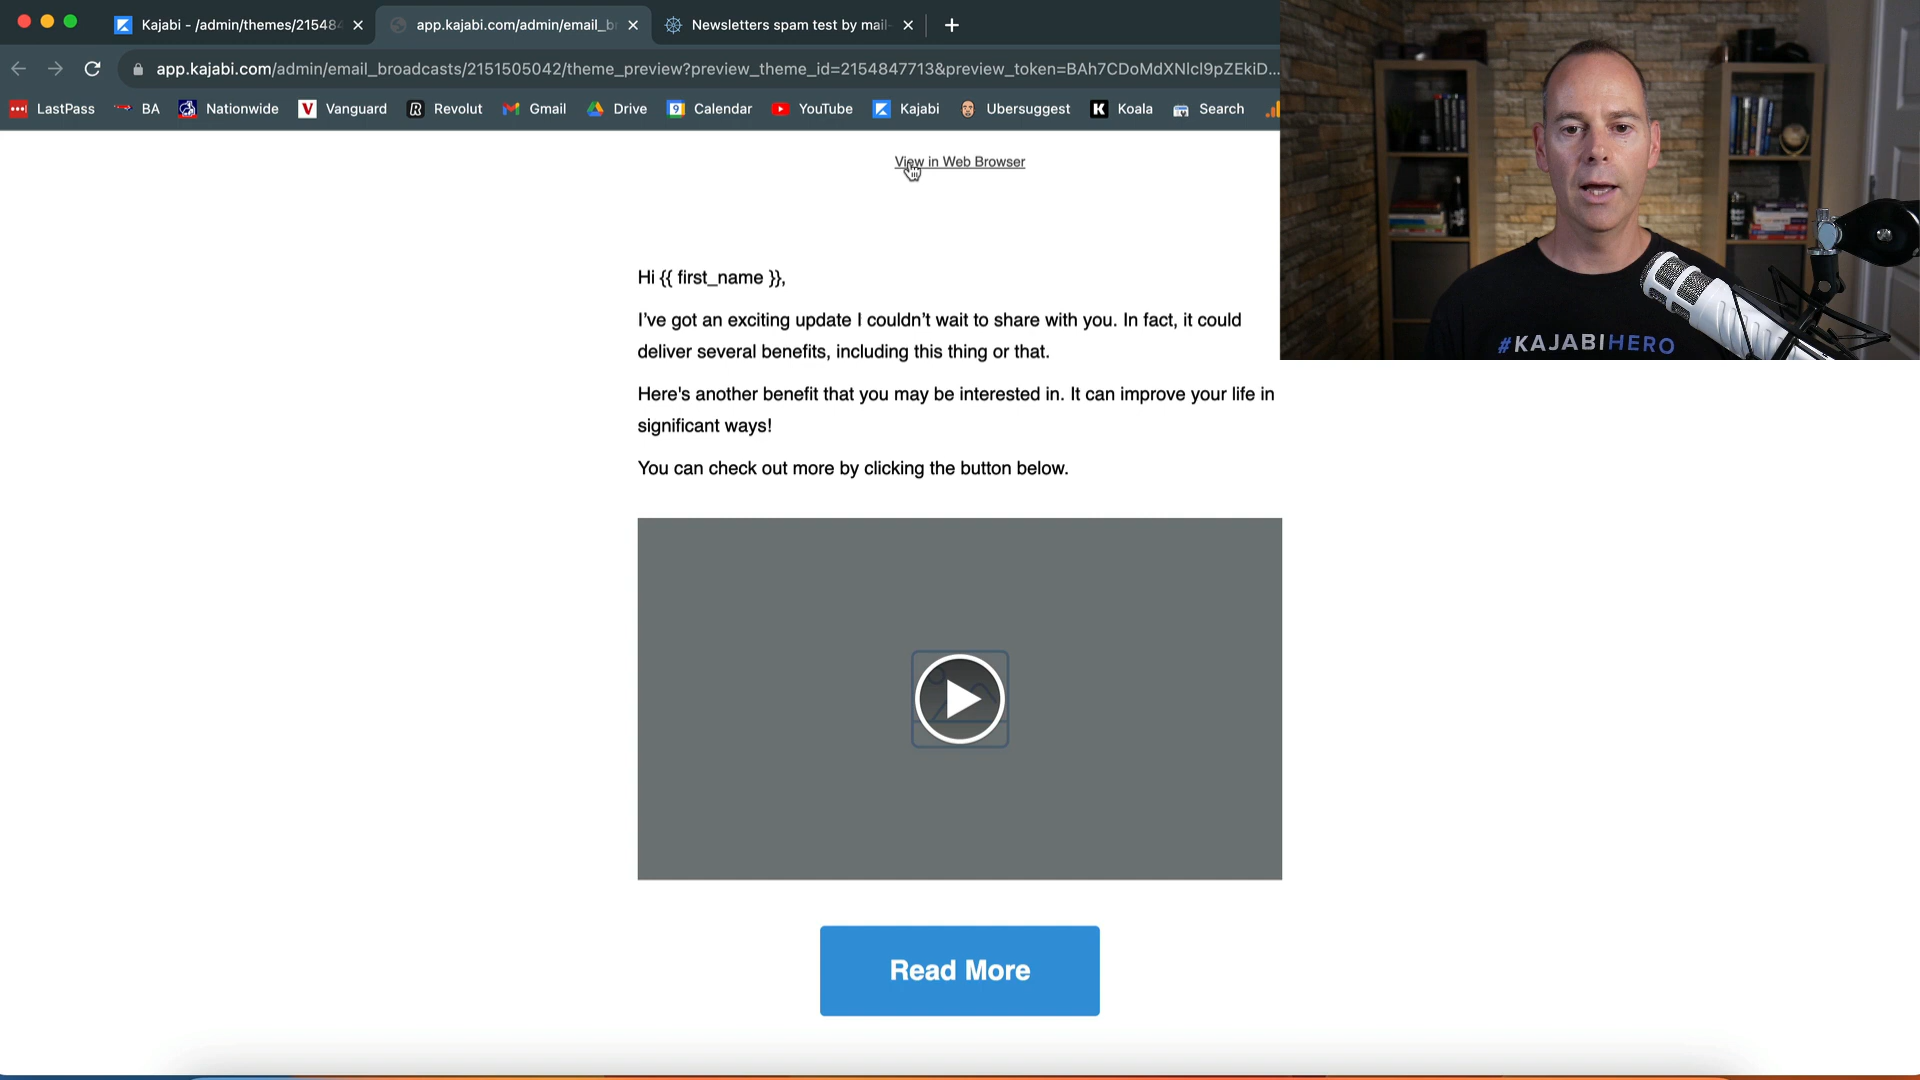 Kajabi - /admin/themes/21548
app.kajabi.com/admin/email_b
Newsletters spam test by mail-
app.kajabi.com/admin/email_broadcasts/2151505042/theme_preview?preview_theme_id=2154847713&preview_token=BAh7CDoMdXNlcl9pZEkiD...
LastPass BA Nationwide Vanguard Revolut Gmail Drive Calendar YouTube Kajabi Ubersuggest Koala Search
View in Web Browser
Hi {{ first_name }},
I’ve got an exciting update I couldn’t wait to share with you. In fact, it could
deliver several benefits, including this thing or that.
Here's another benefit that you may be interested in. It can improve your life in
significant ways!
You can check out more by clicking the button below.
Read More
#KAJABIHERO